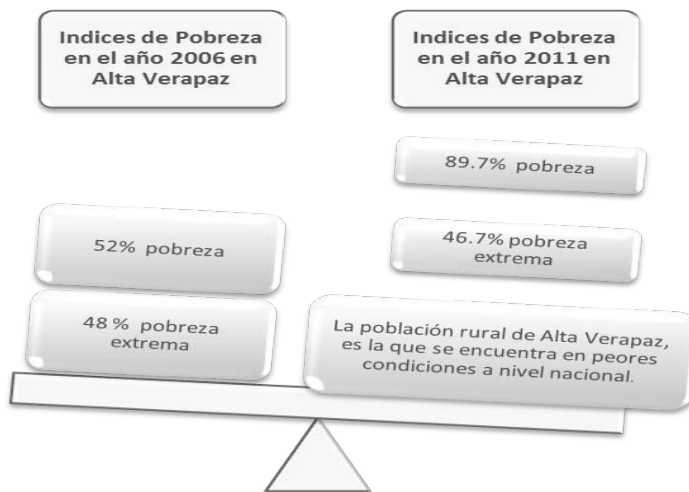 Indices de Pobreza
en el año 2006 en
Alta Verapaz
Indices de Pobreza
en el año 2011 en
Alta Verapaz
52% pobreza
48 % pobreza
extrema
89.7% pobreza
46.7% pobreza
extrema
La población rural de Alta Verapaz,
es la que se encuentra en peores
condiciones a nivel nacional.